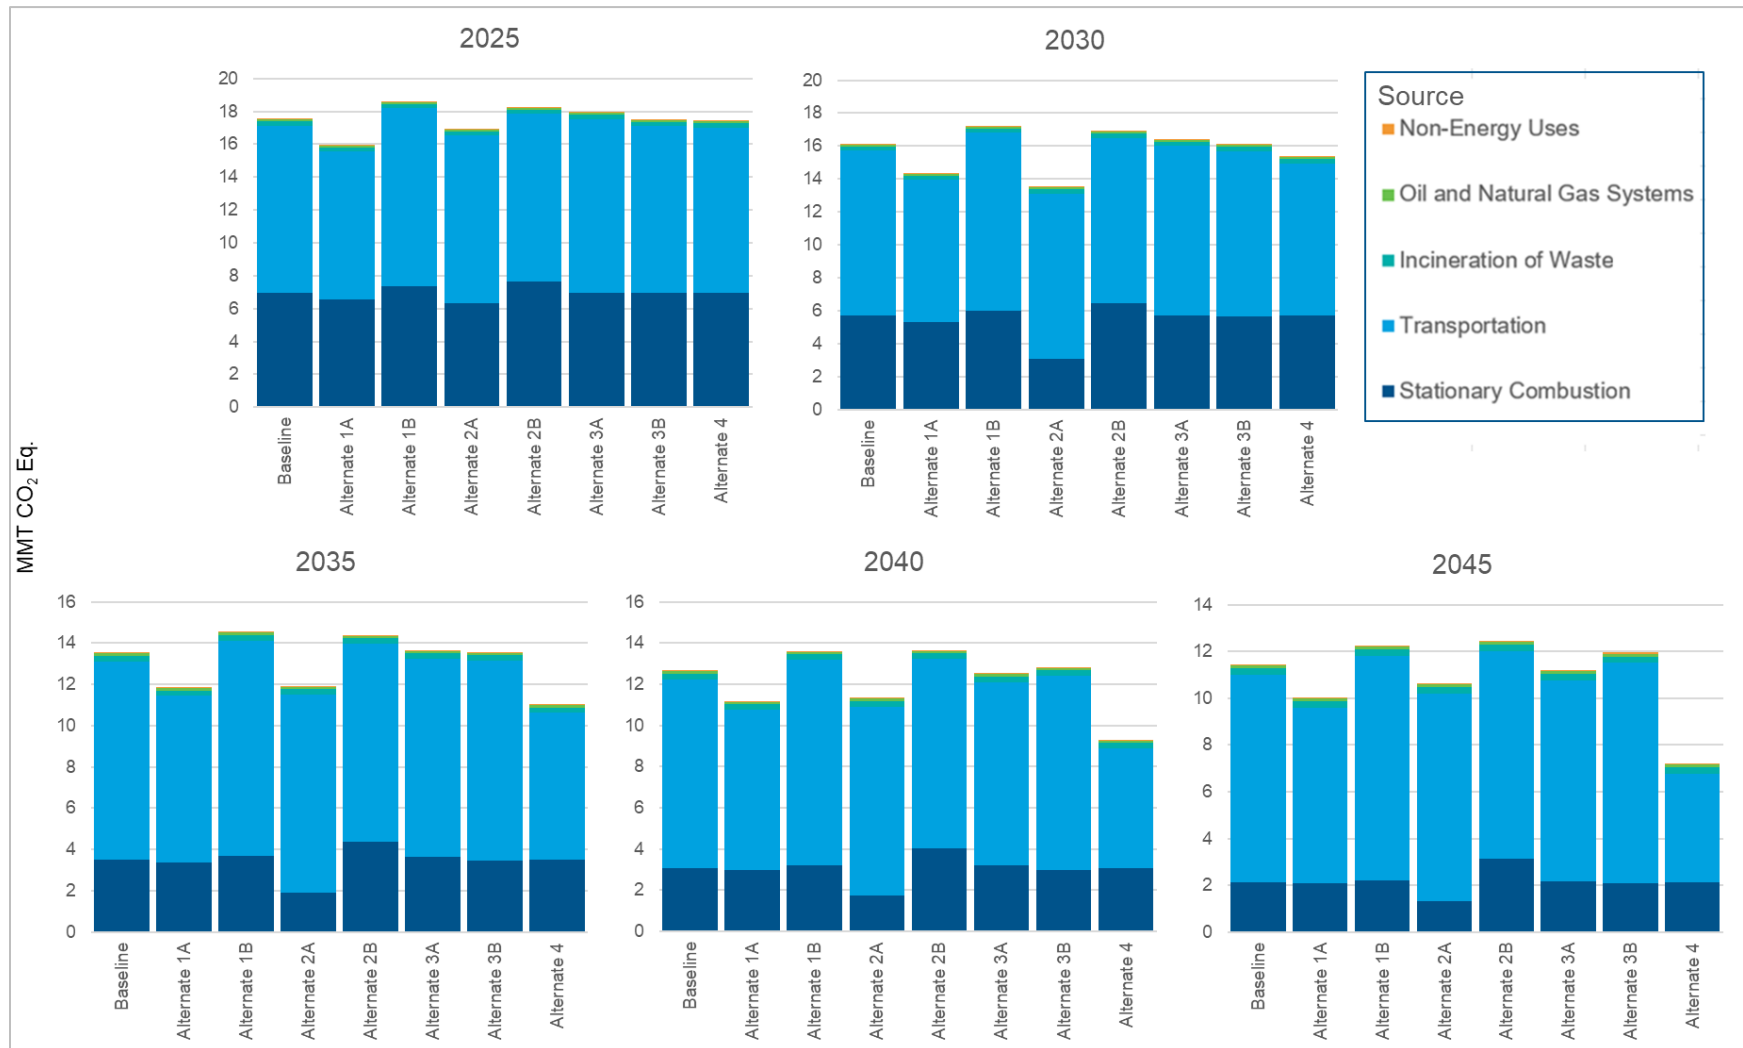 2025
20
18
16
14
12
10
8
6
4
2
0
Baseline
Alternate 1A
Alternate 1B
Alternate 2A
Alternate 2B
Alternate 3A
Alternate 3B
Alternate 4
2030
20
18
16
14
12
10
8
6
4
2
0
Baseline
Alternate 1A
Alternate 1B
Alternate 2A
Alternate 2B
Alternate 3A
Alternate 3B
Alternate 4
Source
Non-Energy Uses
Oil and Natural Gas Systems
Incineration of Waste
Transportation
Stationary Combustion
MMT CO₂ Eq.
2035
16
14
12
10
8
6
4
2
0
Baseline
Alternate 1A
Alternate 1B
Alternate 2A
Alternate 2B
Alternate 3A
Alternate 3B
Alternate 4
2040
16
14
12
10
8
6
4
2
0
Baseline
Alternate 1A
Alternate 1B
Alternate 2A
Alternate 2B
Alternate 3A
Alternate 3B
Alternate 4
2045
14
12
10
8
6
4
2
0
Baseline
Alternate 1A
Alternate 1B
Alternate 2A
Alternate 2B
Alternate 3A
Alternate 3B
Alternate 4